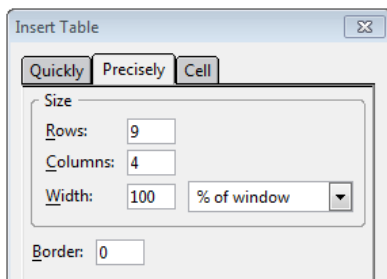 Insert Table
Quickly Precisely Cell
Size
Rows: 9
Columns: 4
Width: 100 % of window
Border: 0